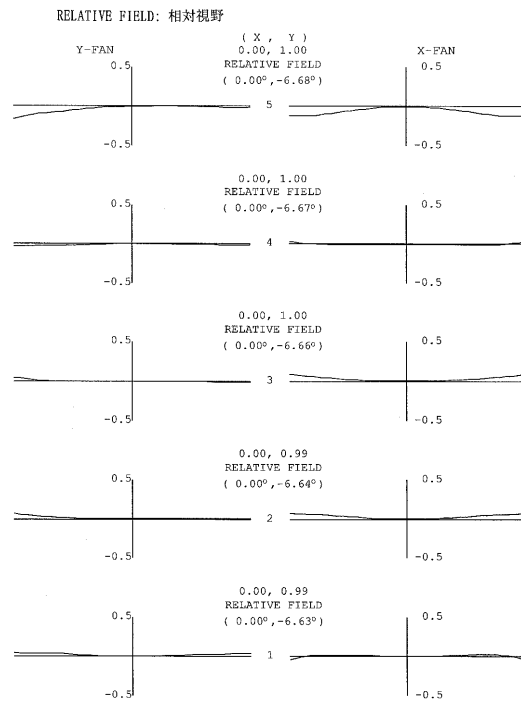 RELATIVE FIELD: 相対視野
( X , Y )
Y-FAN 0.00, 1.00 X-FAN
0.5 RELATIVE FIELD 0.5
( 0.00°,-6.68°)
5
-0.5 -0.5
0.00, 1.00
0.5 RELATIVE FIELD 0.5
( 0.00°,-6.67°)
4
-0.5 -0.5
0.00, 1.00
0.5 RELATIVE FIELD 0.5
( 0.00°,-6.66°)
3
-0.5 -0.5
0.00, 0.99
0.5 RELATIVE FIELD 0.5
( 0.00°,-6.64°)
2
-0.5 -0.5
0.00, 0.99
0.5 RELATIVE FIELD 0.5
( 0.00°,-6.63°)
1
-0.5 -0.5